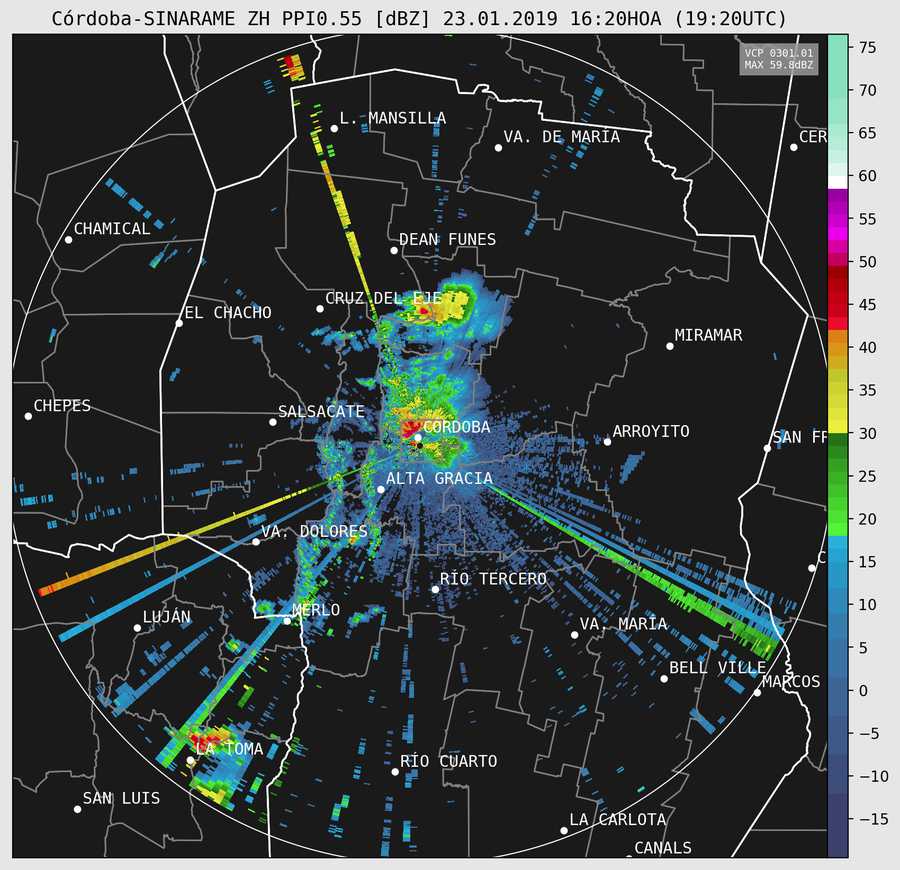 Córdoba-SINARAME ZH PPI0.55 [dBZ] 23.01.2019 16:20HOA (19:20UTC)
VCP 0301.01
MAX 59.8dBZ
75
70
65
60
55
50
45
40
35
30
25
20
15
10
5
0
−5
−10
−15
L. MANSILLA
VA. DE MARÍA
CER
CHAMICAL
DEAN FUNES
CRUZ DEL EJE
EL CHACHO
MIRAMAR
CHEPES
SALSACATE
CÓRDOBA
ARROYITO
SAN FR
ALTA GRACIA
VA. DOLORES
C
RÍO TERCERO
LUJÁN
MERLO
VA. MARÍA
BELL VILLE
MARCOS
LA TOMA
RÍO CUARTO
SAN LUIS
LA CARLOTA
CANALS